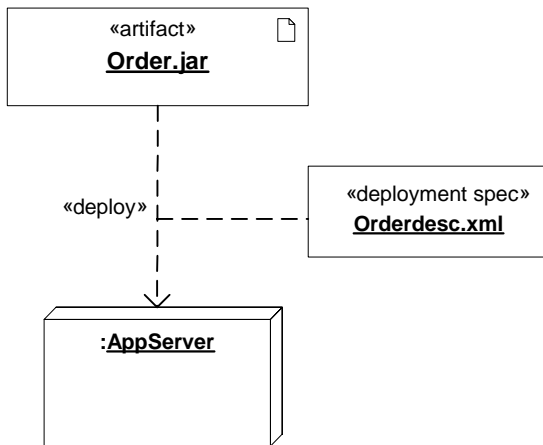 «artifact»
Order.jar
«deploy»
«deployment spec»
Orderdesc.xml
:AppServer